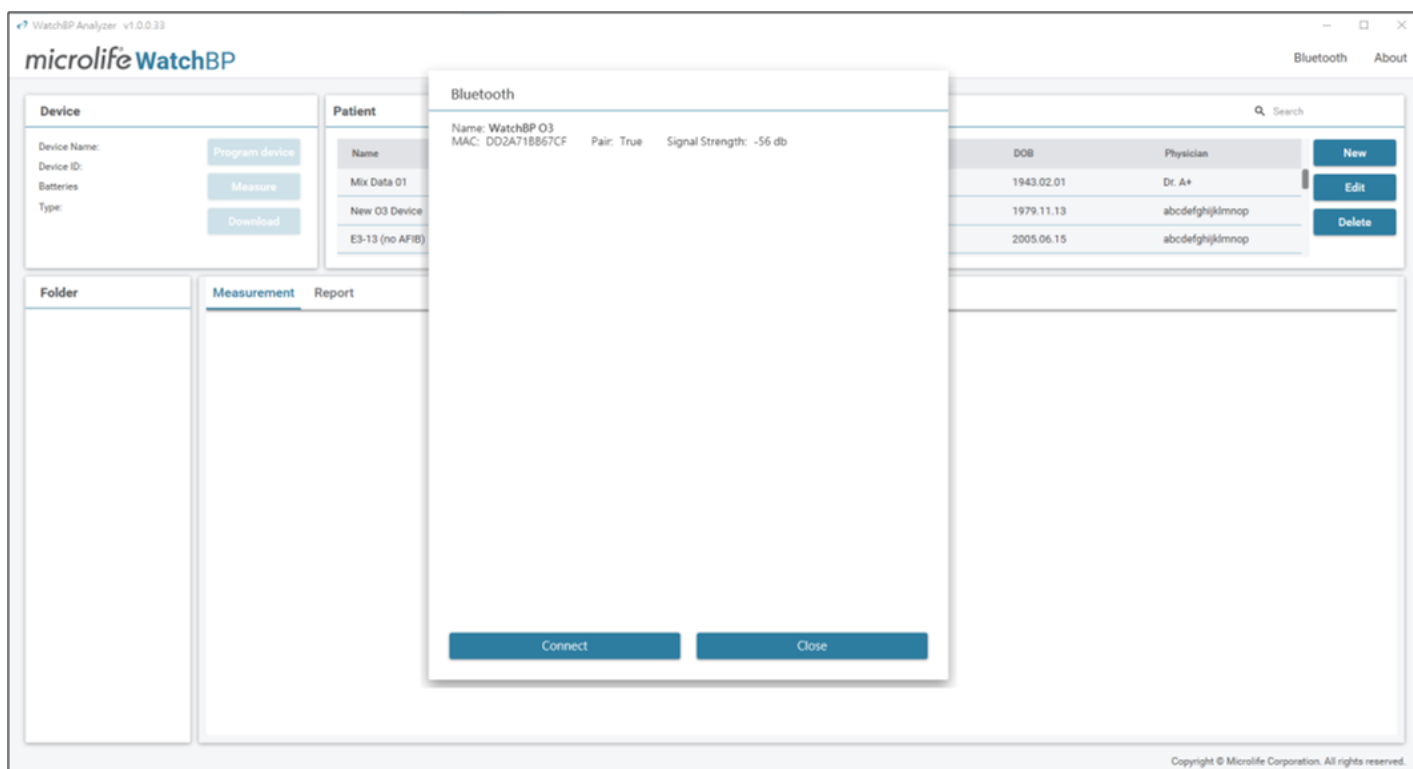 WatchBP Analyzer v1.0.0.33
microlife WatchBP
Bluetooth About
Device
Device Name:
Device ID:
Batteries
Type:
Program device
Measure
Download
Patient
Search
Name DOB Physician
Mix Data 01 1943.02.01 Dr. A+
New O3 Device 1979.11.13 abcdefghijklmnop
E3-13 (no AFIB) 2005.06.15 abcdefghijklmnop
New
Edit
Delete
Bluetooth
Name: WatchBP O3
MAC: DD2A71BB67CF Pair: True Signal Strength: -56 db
Connect Close
Folder
Measurement Report
Copyright © Microlife Corporation. All rights reserved.